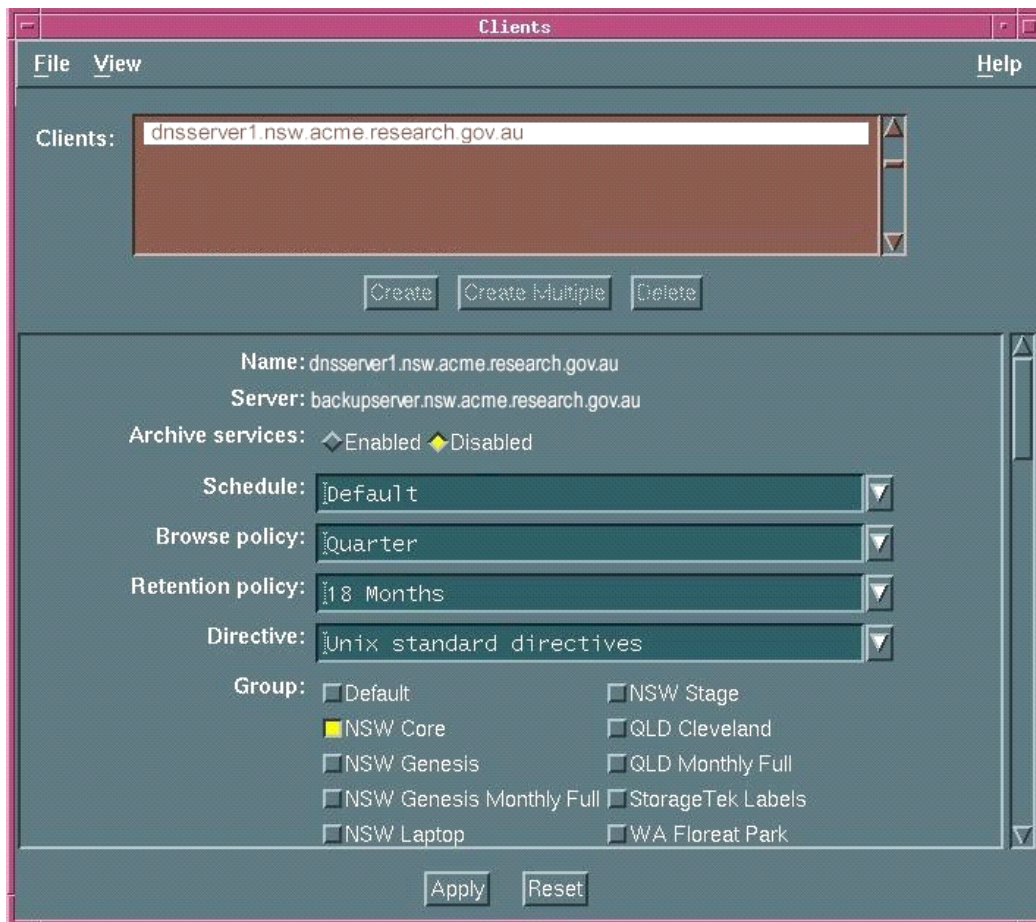 Clients
File View Help
Clients: dnsserver1.nsw.acme.research.gov.au
Create Create Multiple Delete
Name: dnsserver1.nsw.acme.research.gov.au
Server: backupserver.nsw.acme.research.gov.au
Archive services: Enabled Disabled
Schedule: Default
Browse policy: Quarter
Retention policy: 18 Months
Directive: Unix standard directives
Group: Default NSW Stage
NSW Core QLD Cleveland
NSW Genesis QLD Monthly Full
NSW Genesis Monthly Full StorageTek Labels
NSW Laptop WA Floreat Park
Apply Reset